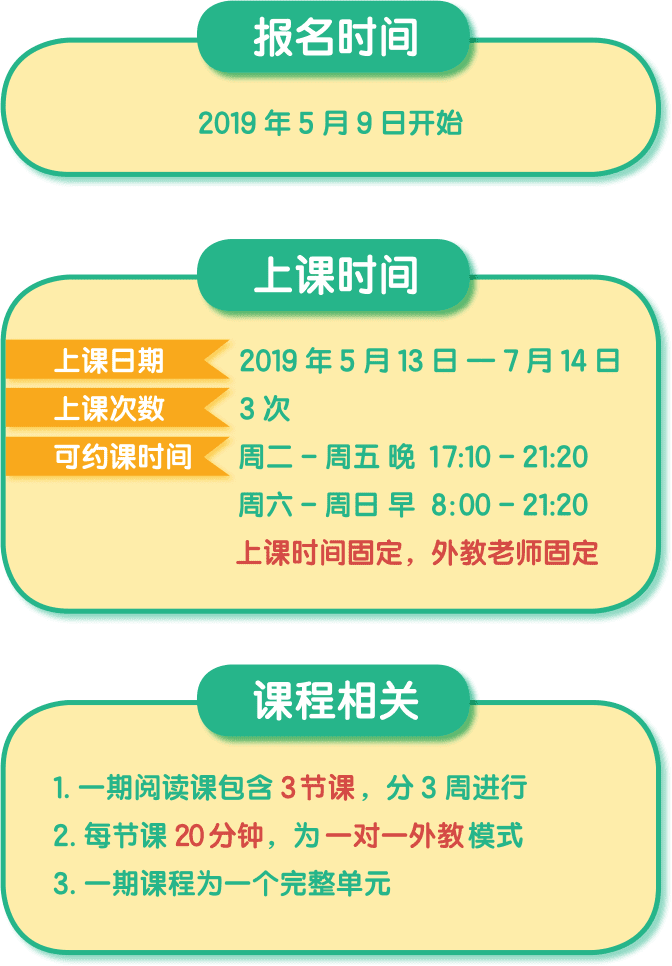 报名时间
2019 年 5 月 9 日开始
上课时间
上课日期 2019 年 5 月 13 日 — 7 月 14 日
上课次数 3 次
可约课时间 周二 – 周五 晚 17:10 – 21:20
周六 – 周日 早 8:00 – 21:20
上课时间固定，外教老师固定
课程相关
1. 一期阅读课包含 3 节课，分 3 周进行
2. 每节课 20 分钟，为一对一外教模式
3. 一期课程为一个完整单元